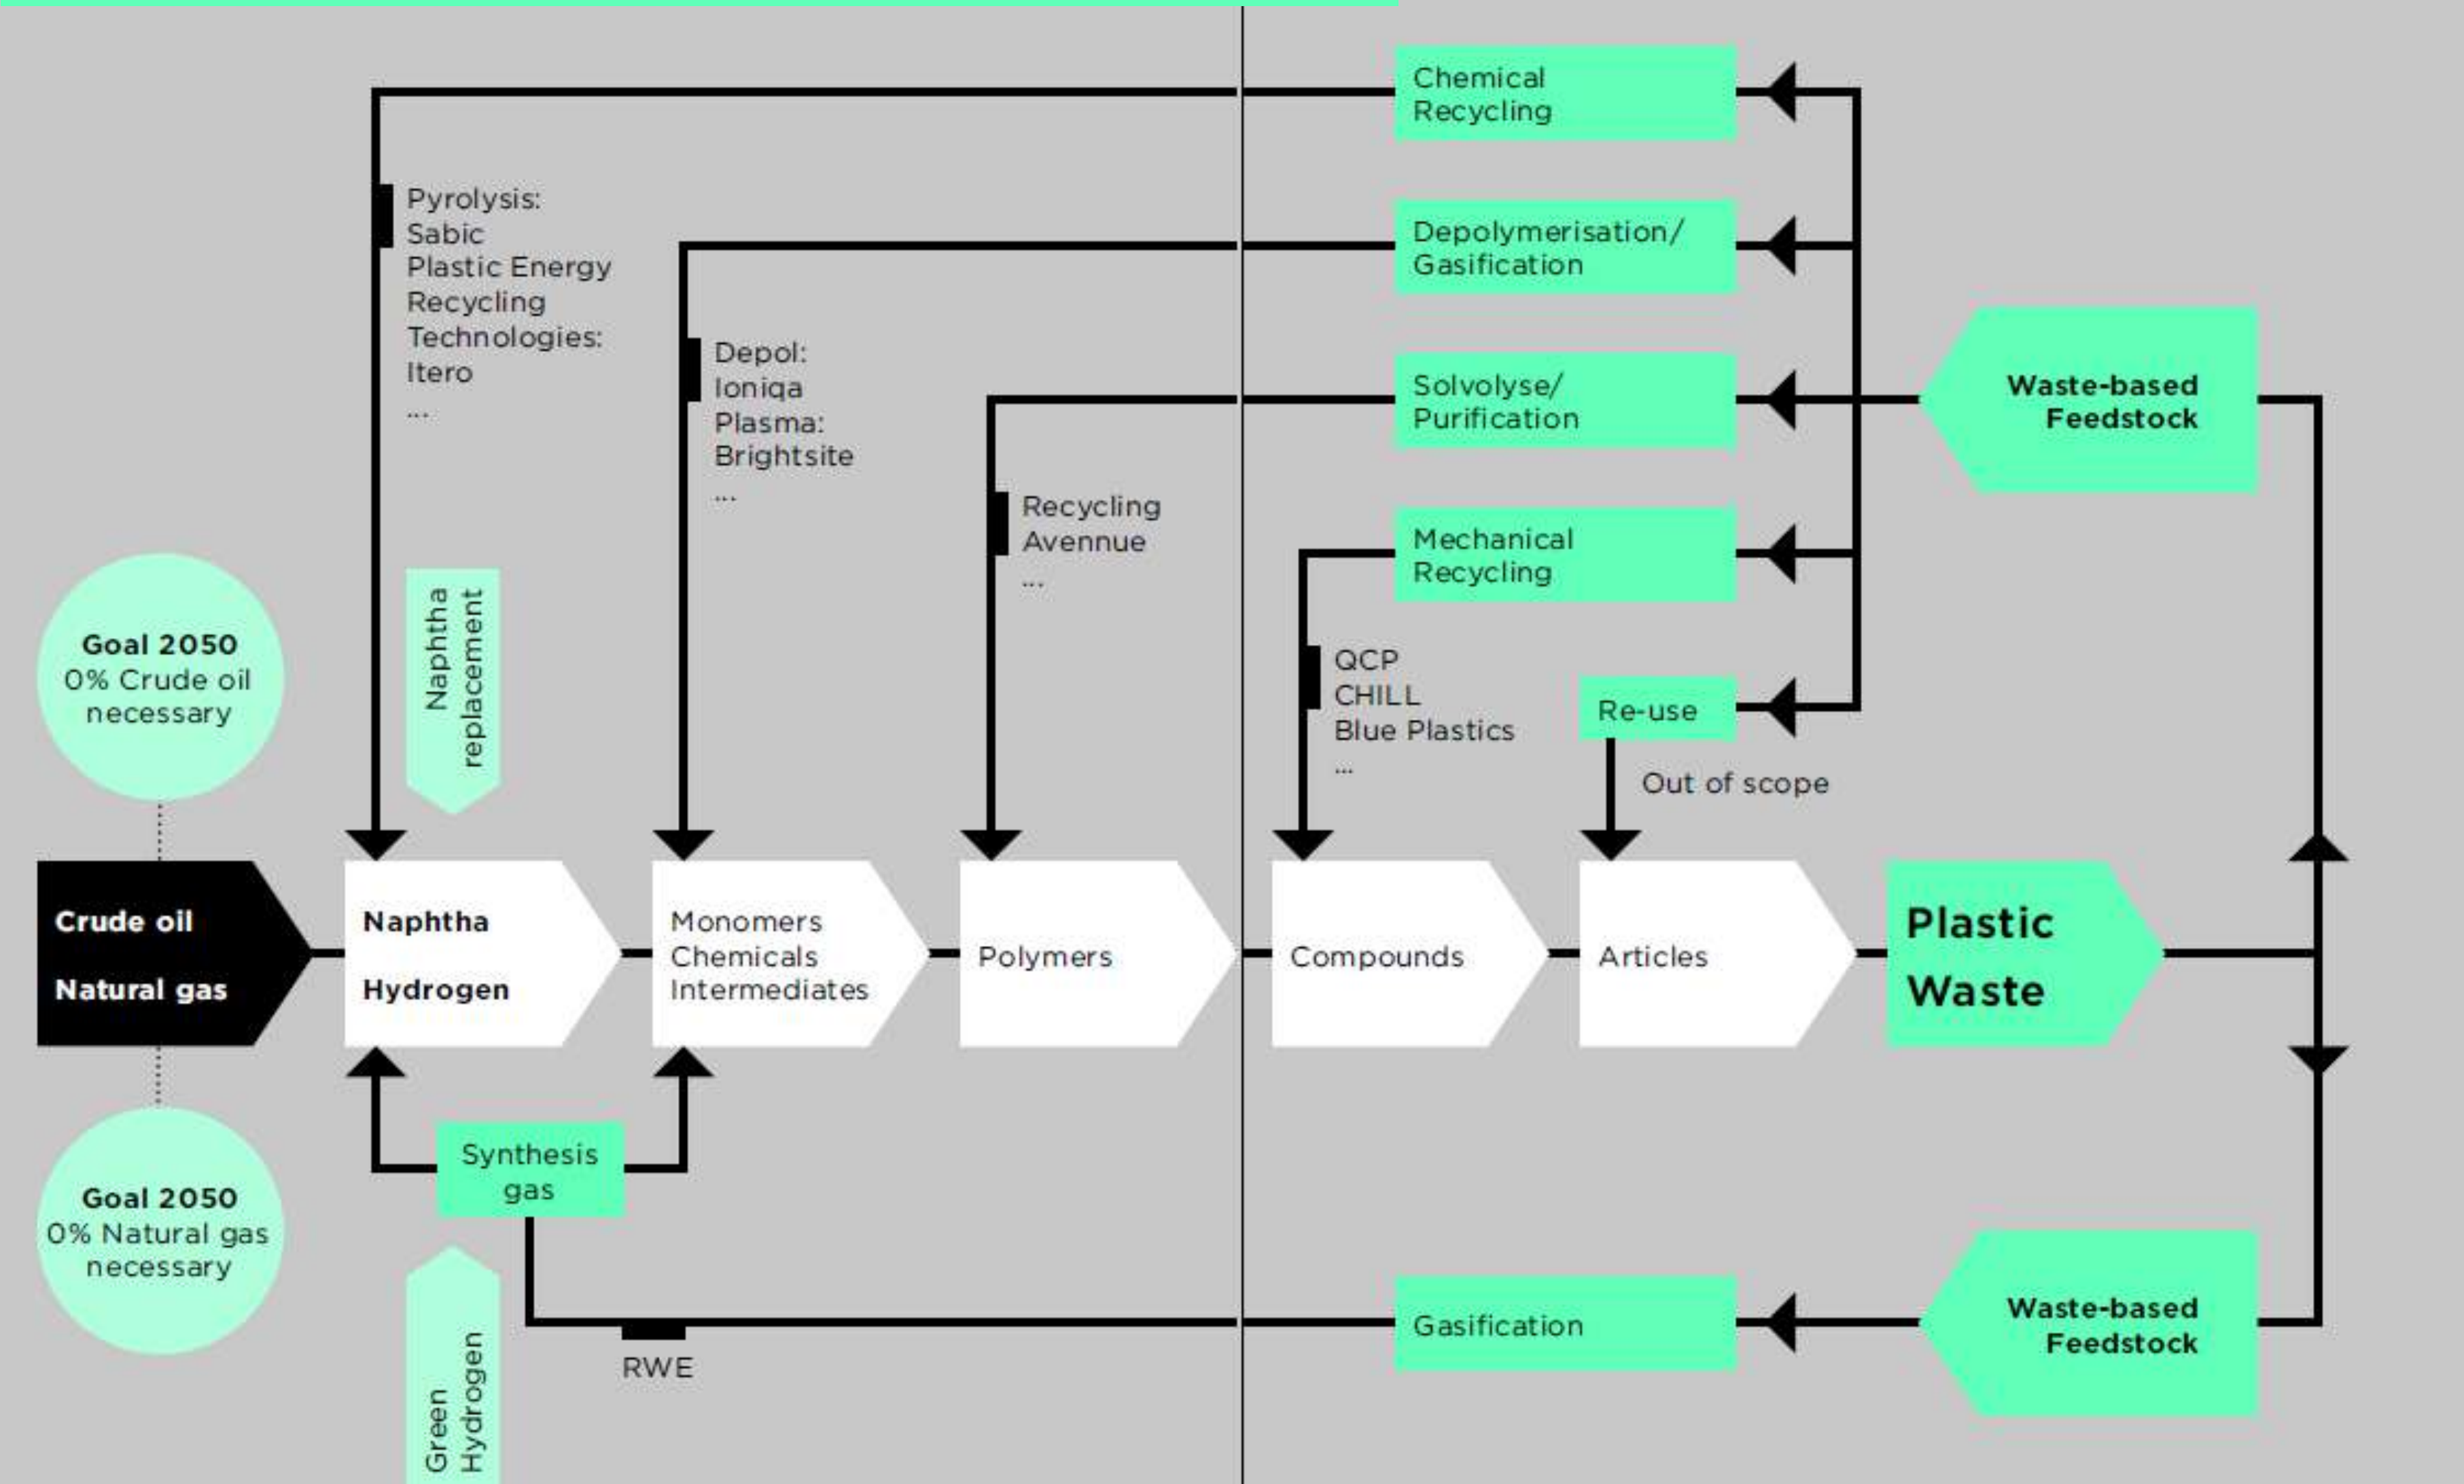 Chemical
Recycling
Pyrolysis:
Sabic
Plastic Energy
Recycling
Technologies:
Itero
...
Depolymerisation/
Gasification
Depol:
Ioniqa
Plasma:
Brightsite
...
Solvolyse/
Purification
Waste-based
Feedstock
Recycling
Avennue
...
Mechanical
Recycling
QCP
CHILL
Blue Plastics
...
Re-use
Out of scope
Goal 2050
0% Crude oil
necessary
Naphtha
replacement
Crude oil
Natural gas
Naphtha
Hydrogen
Monomers
Chemicals
Intermediates
Polymers
Compounds
Articles
Plastic
Waste
Goal 2050
0% Natural gas
necessary
Synthesis
gas
Green
Hydrogen
RWE
Gasification
Waste-based
Feedstock